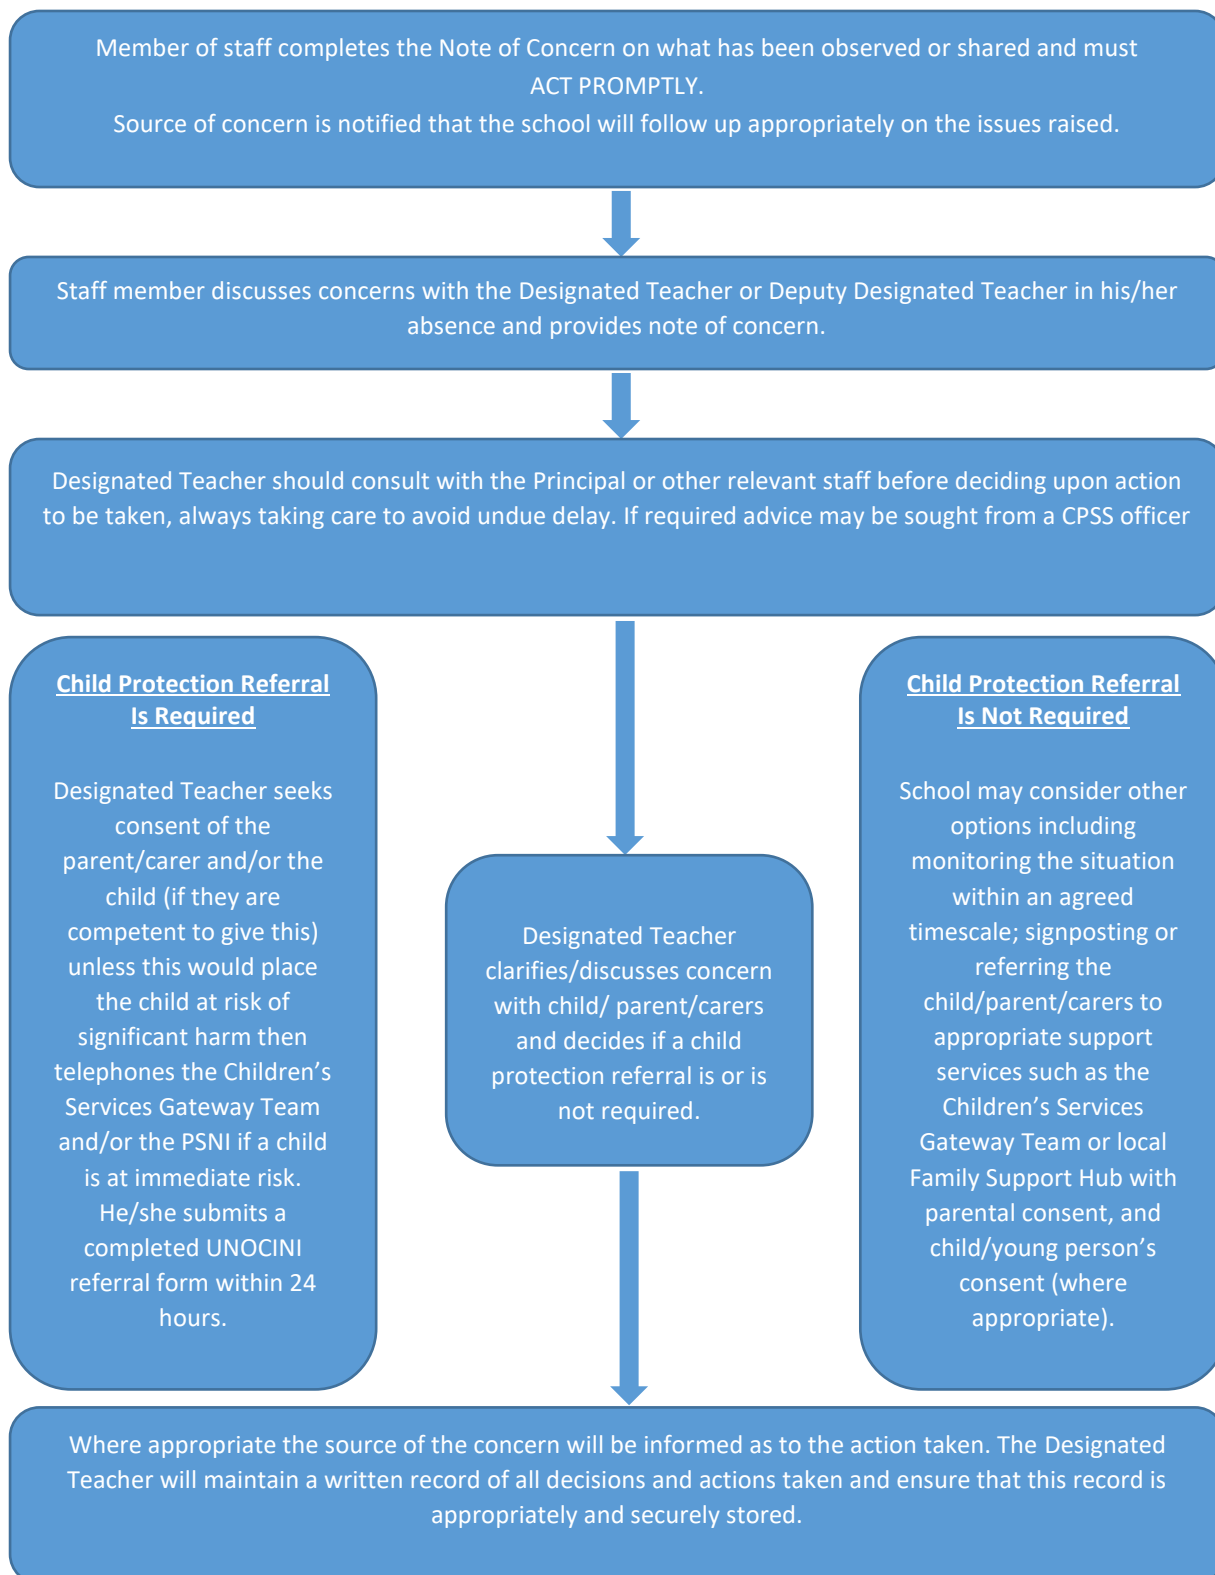 Member of staff completes the Note of Concern on what has been observed or shared and must
ACT PROMPTLY.
Source of concern is notified that the school will follow up appropriately on the issues raised.
Staff member discusses concerns with the Designated Teacher or Deputy Designated Teacher in his/her
absence and provides note of concern.
Designated Teacher should consult with the Principal or other relevant staff before deciding upon action
to be taken, always taking care to avoid undue delay. If required advice may be sought from a CPSS officer
Child Protection Referral
Is Required
Designated Teacher seeks
consent of the
parent/carer and/or the
child (if they are
competent to give this)
unless this would place
the child at risk of
significant harm then
telephones the Children’s
Services Gateway Team
and/or the PSNI if a child
is at immediate risk.
He/she submits a
completed UNOCINI
referral form within 24
hours.
Designated Teacher
clarifies/discusses concern
with child/ parent/carers
and decides if a child
protection referral is or is
not required.
Child Protection Referral
Is Not Required
School may consider other
options including
monitoring the situation
within an agreed
timescale; signposting or
referring the
child/parent/carers to
appropriate support
services such as the
Children’s Services
Gateway Team or local
Family Support Hub with
parental consent, and
child/young person’s
consent (where
appropriate).
Where appropriate the source of the concern will be informed as to the action taken. The Designated
Teacher will maintain a written record of all decisions and actions taken and ensure that this record is
appropriately and securely stored.